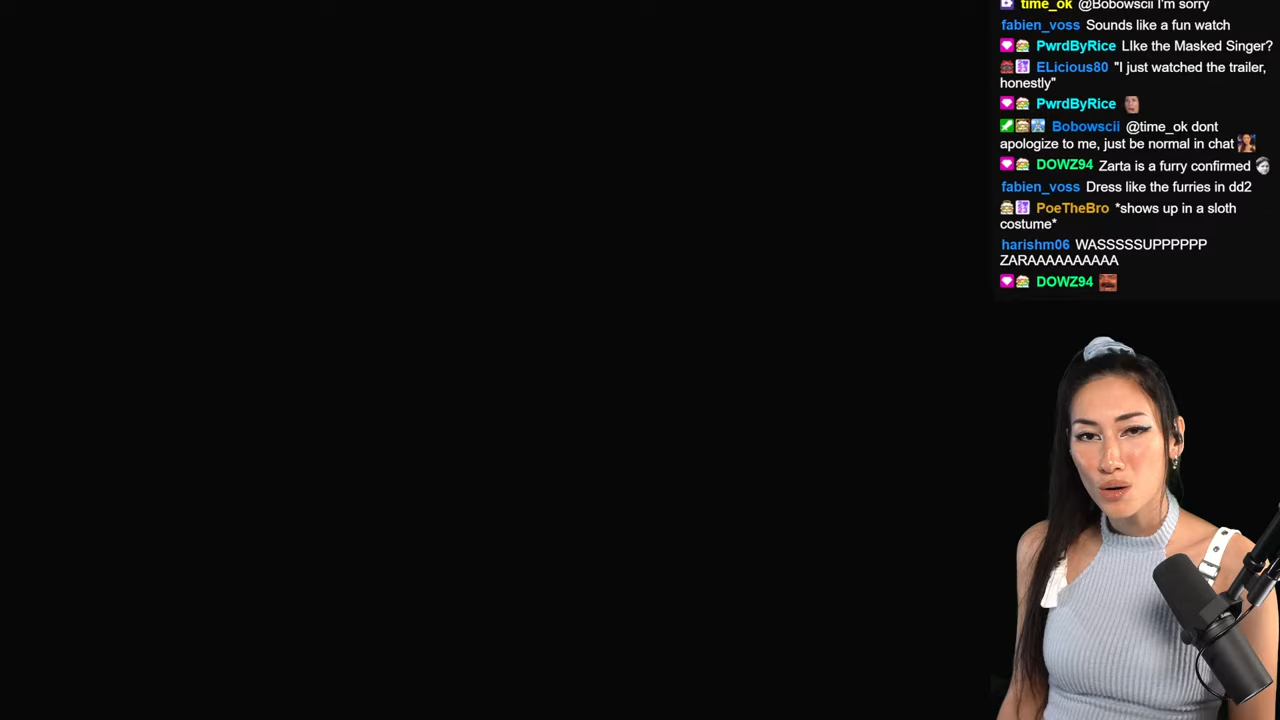 time_ok @Bobowscii I'm sorry
fabien_voss Sounds like a fun watch
PwrdByRice LIke the Masked Singer?
ELicious80 "I just watched the trailer,
honestly"
PwrdByRice
Bobowscii @time_ok dont
apologize to me, just be normal in chat
DOWZ94 Zarta is a furry confirmed
fabien_voss Dress like the furries in dd2
PoeTheBro *shows up in a sloth
costume*
harishm06 WASSSSSUPPPPPP
ZARAAAAAAAAAA
DOWZ94